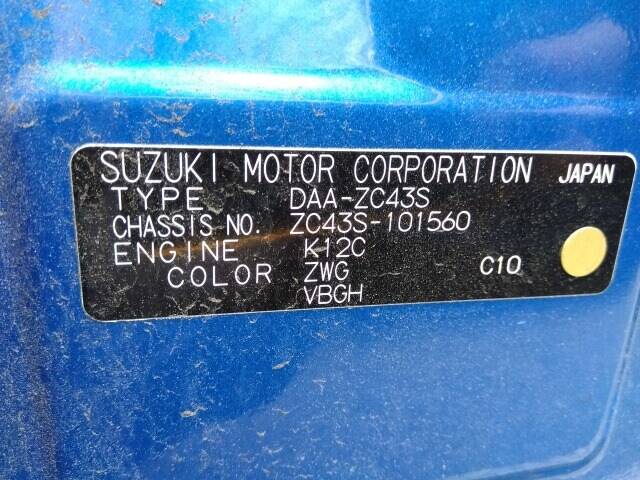 SUZUKI MOTOR CORPORATION JAPAN
TYPE DAA-ZC43S
CHASSIS NO. ZC43S-101560
ENGINE K12C
COLOR ZWG C10
VBGH